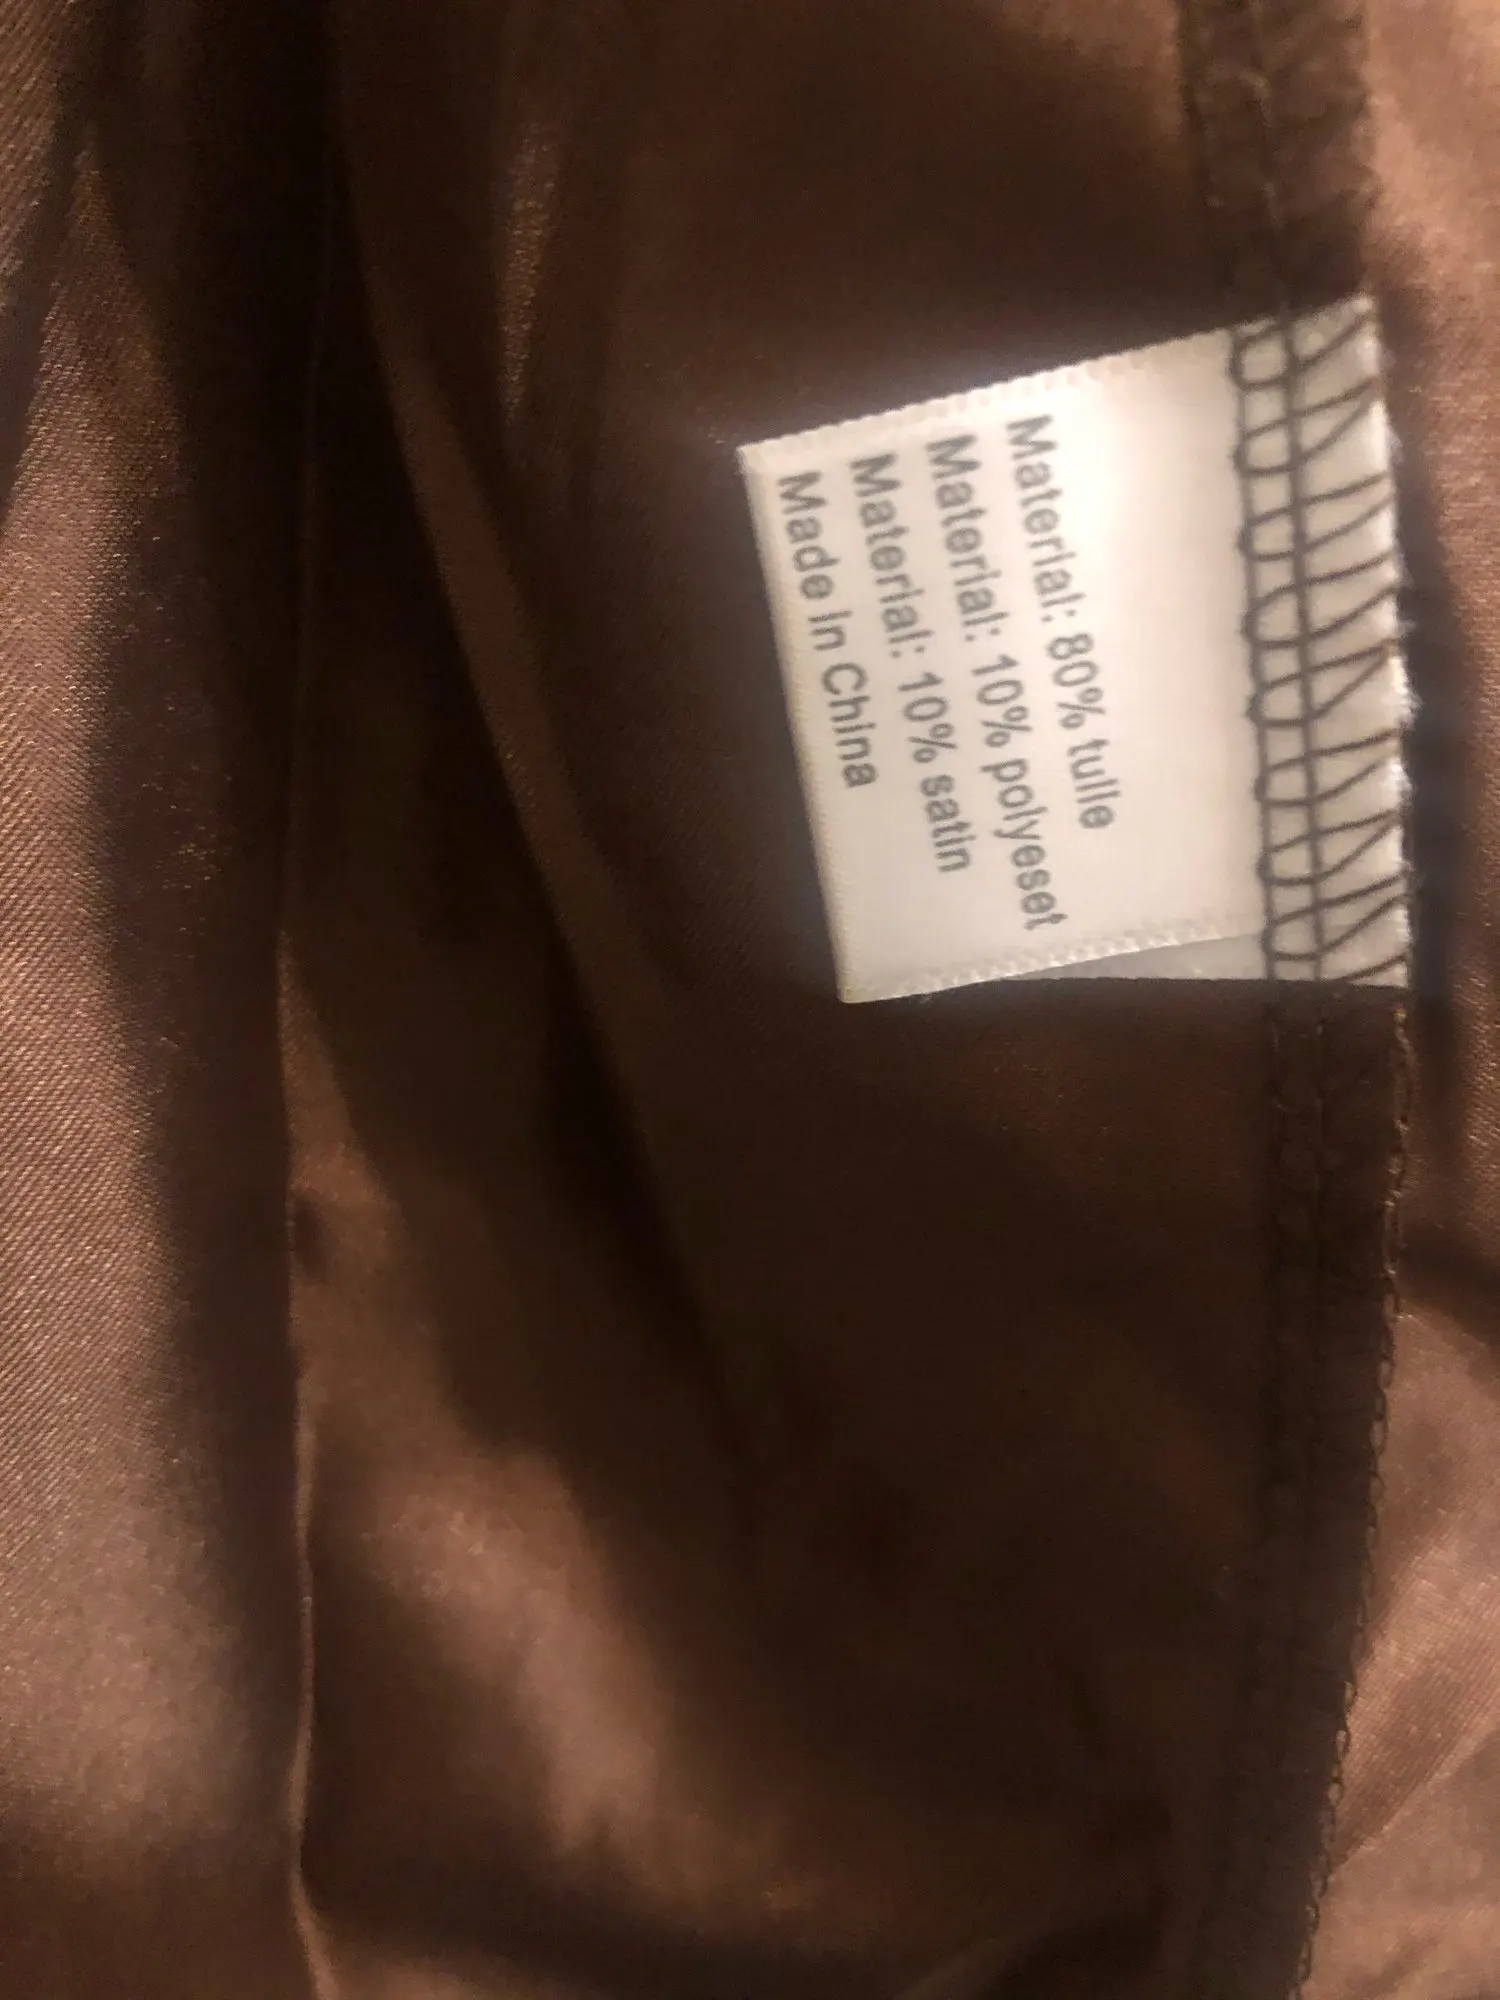 Material: 80% tulle
Material: 10% polyeset
Material: 10% satin
Made In China